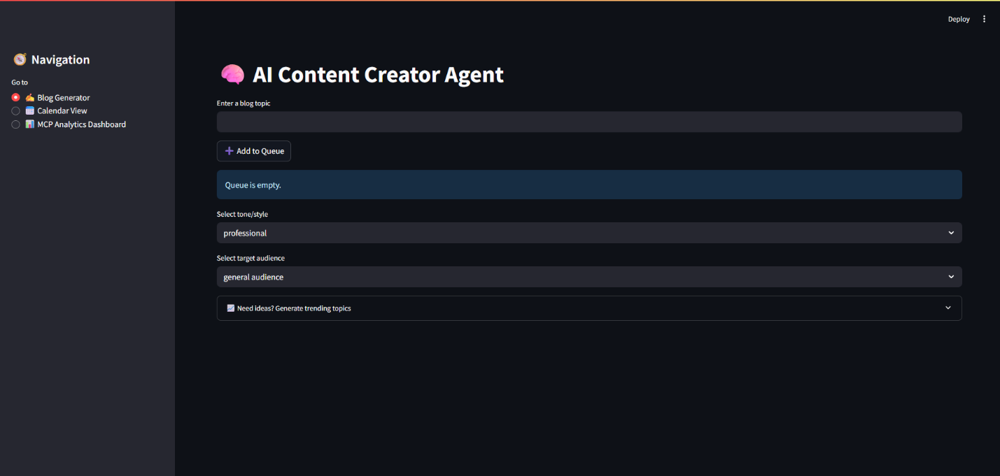 Deploy
Navigation
Go to
Blog Generator
Calendar View
MCP Analytics Dashboard
AI Content Creator Agent
Enter a blog topic
Add to Queue
Queue is empty.
Select tone/style
professional
Select target audience
general audience
Need ideas? Generate trending topics